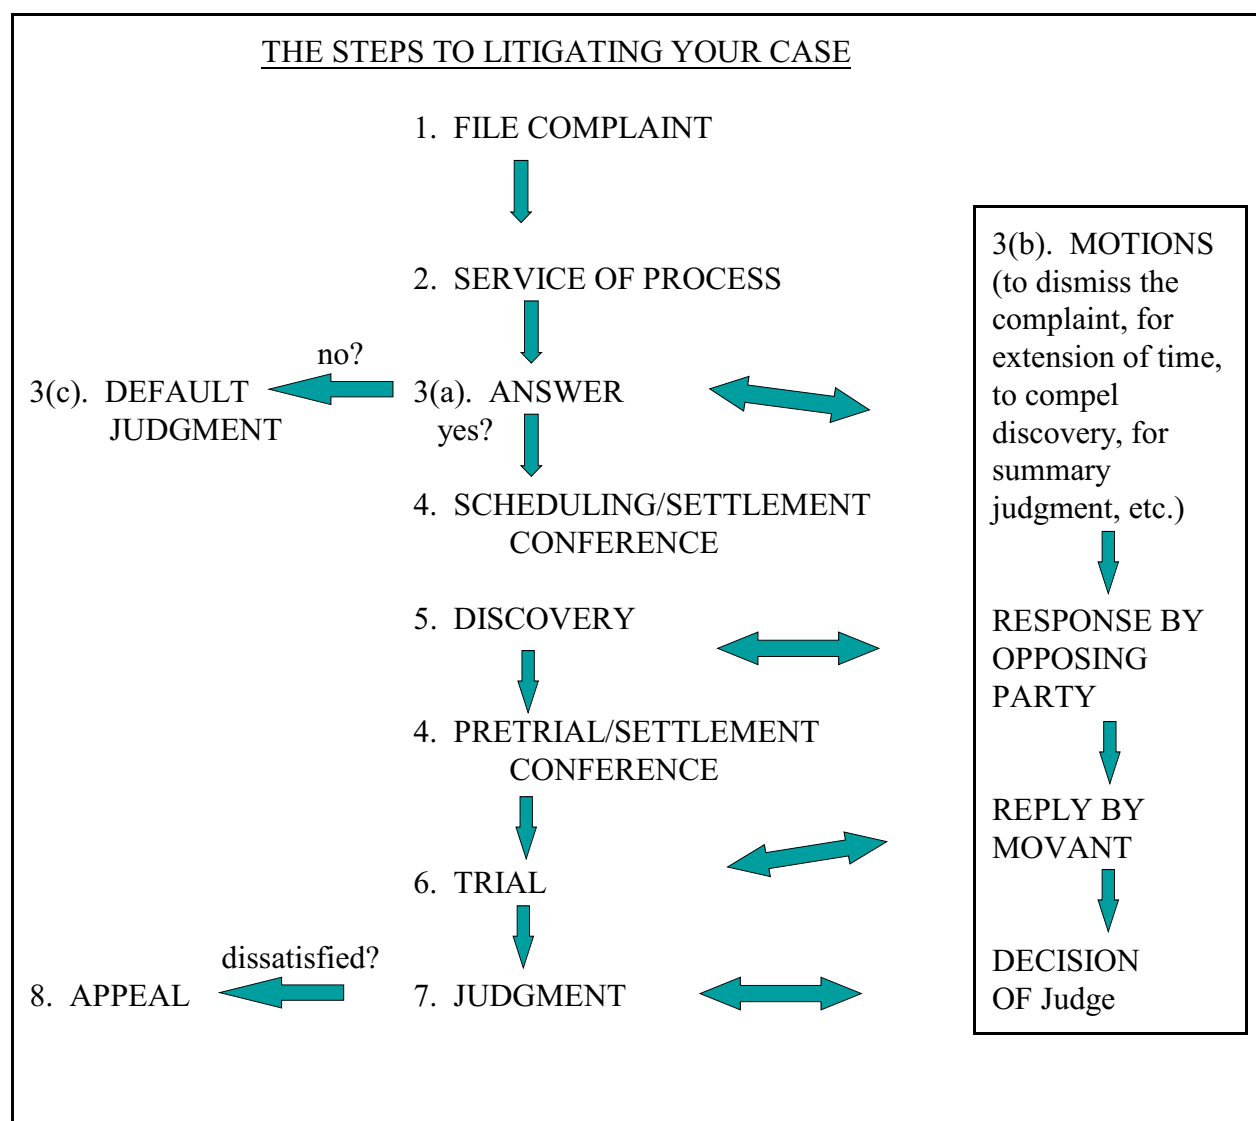 THE STEPS TO LITIGATING YOUR CASE
1. FILE COMPLAINT
2. SERVICE OF PROCESS
no?
3(c). DEFAULT
JUDGMENT
3(a). ANSWER
yes?
4. SCHEDULING/SETTLEMENT
CONFERENCE
5. DISCOVERY
4. PRETRIAL/SETTLEMENT
CONFERENCE
6. TRIAL
dissatisfied?
8. APPEAL
7. JUDGMENT
3(b). MOTIONS
(to dismiss the
complaint, for
extension of time,
to compel
discovery, for
summary
judgment, etc.)
RESPONSE BY
OPPOSING
PARTY
REPLY BY
MOVANT
DECISION
OF Judge